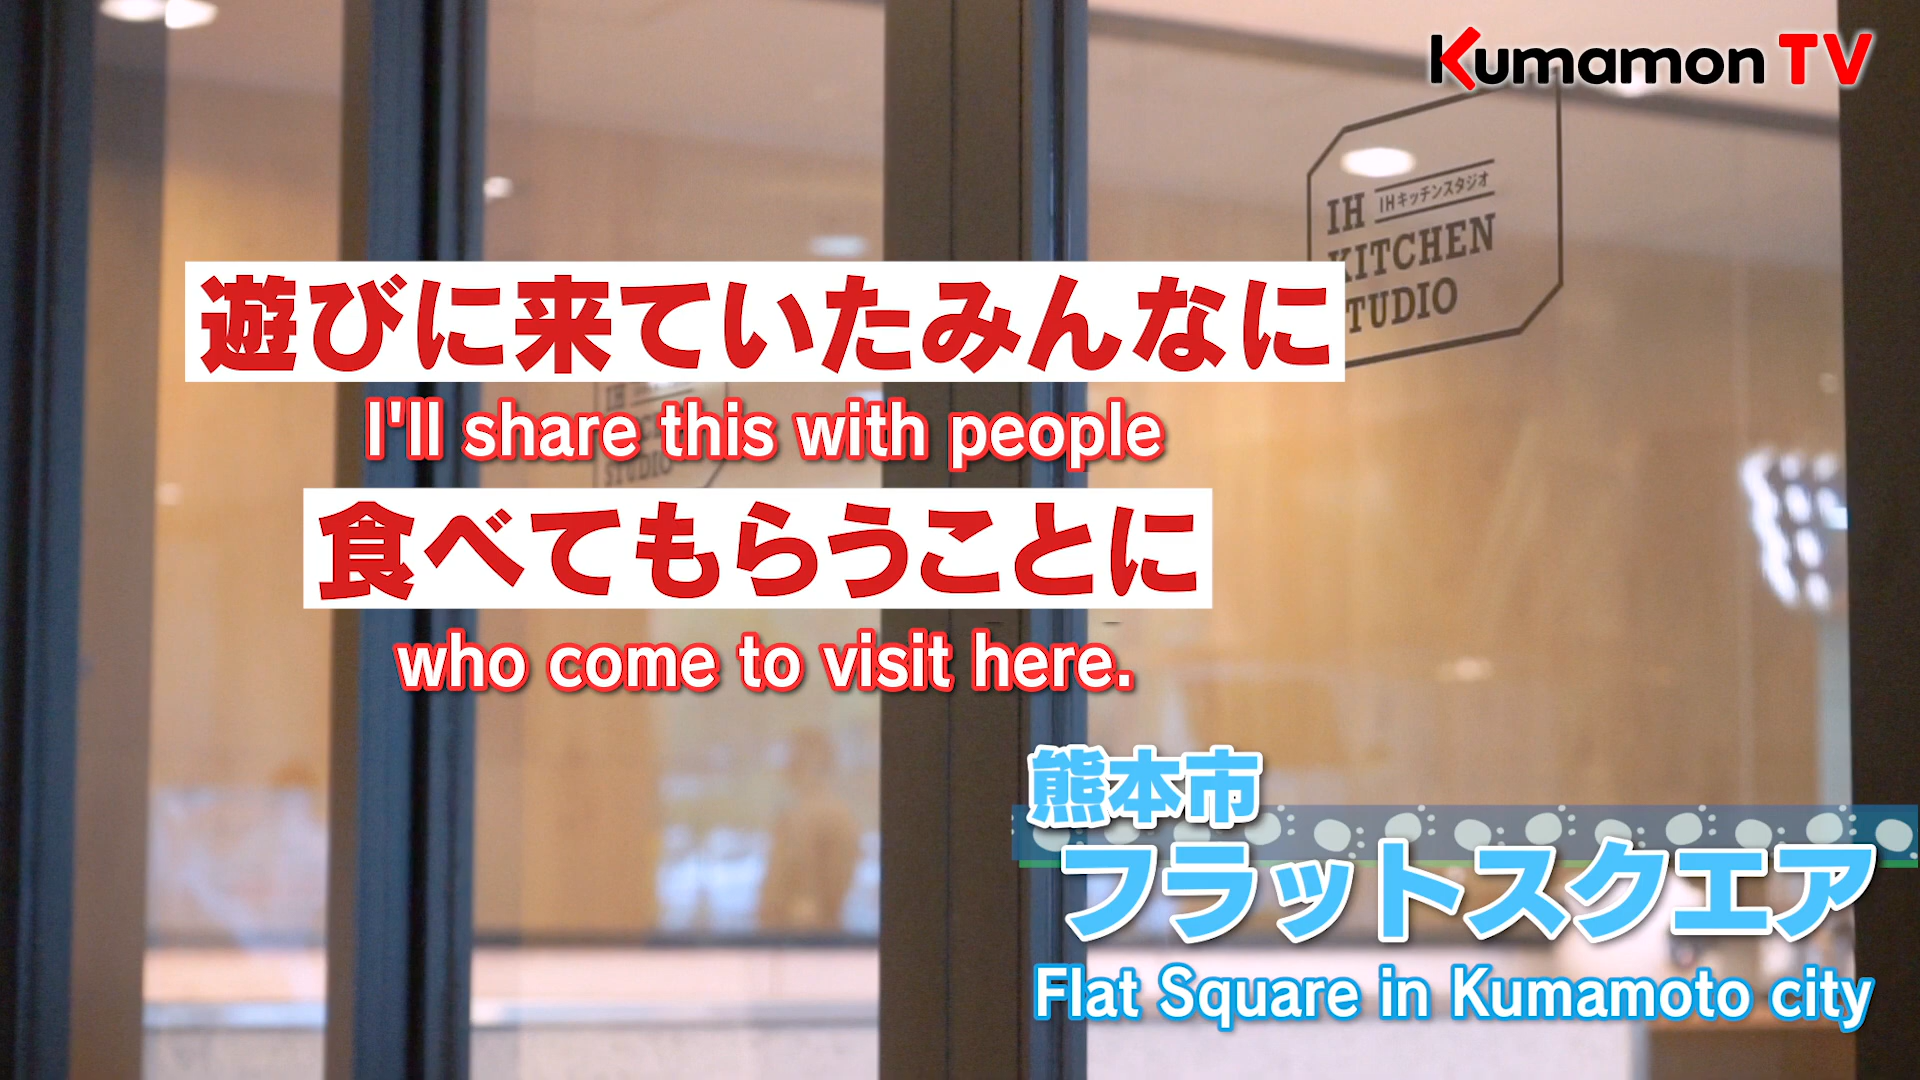 Kumamon TV
IH IHキッチンスタジオ
KITCHEN
STUDIO
遊びに来ていたみんなに
I'll share this with people
食べてもらうことに
who come to visit here.
IH
STUDIO
熊本市
フラットスクエア
Flat Square in Kumamoto city